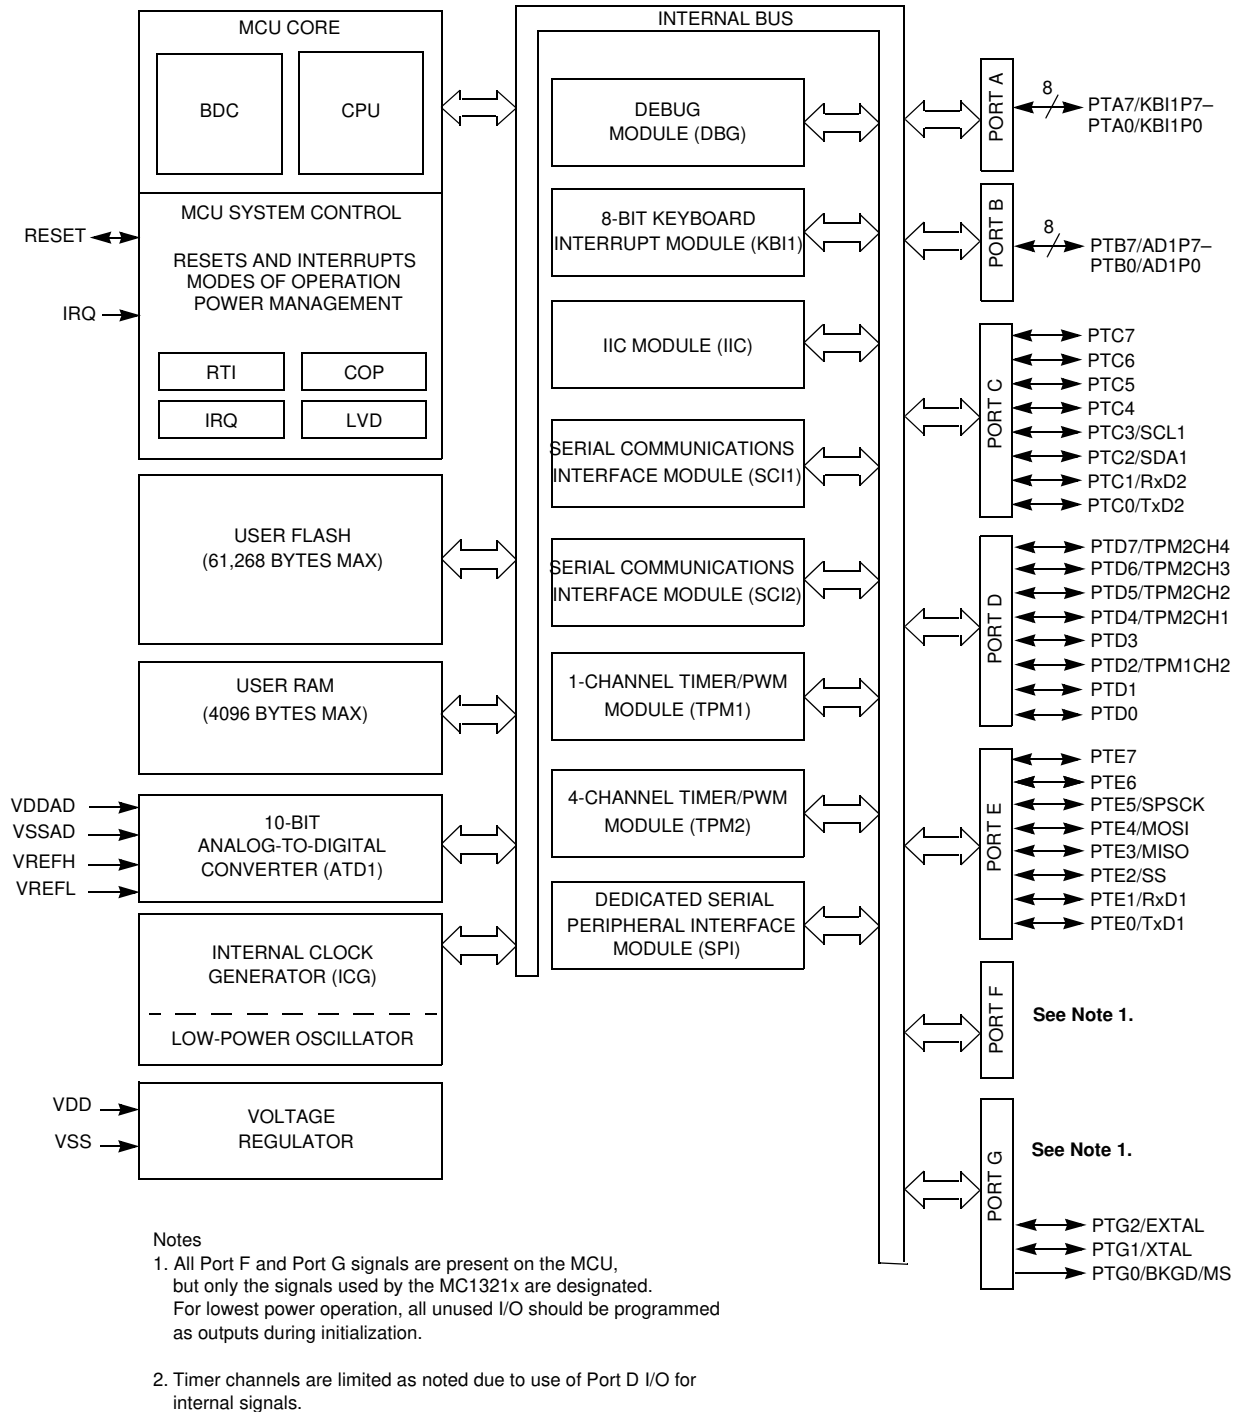 MCU CORE
BDC
CPU
MCU SYSTEM CONTROL
RESETS AND INTERRUPTS
MODES OF OPERATION
POWER MANAGEMENT
RTI
COP
IRQ
LVD
RESET
IRQ
USER FLASH
(61,268 BYTES MAX)
USER RAM
(4096 BYTES MAX)
VDDAD
VSSAD
VREFH
VREFL
10-BIT
ANALOG-TO-DIGITAL
CONVERTER (ATD1)
INTERNAL CLOCK
GENERATOR (ICG)
LOW-POWER OSCILLATOR
VDD
VSS
VOLTAGE
REGULATOR
INTERNAL BUS
DEBUG
MODULE (DBG)
8-BIT KEYBOARD
INTERRUPT MODULE (KBI1)
IIC MODULE (IIC)
SERIAL COMMUNICATIONS
INTERFACE MODULE (SCI1)
SERIAL COMMUNICATIONS
INTERFACE MODULE (SCI2)
1-CHANNEL TIMER/PWM
MODULE (TPM1)
4-CHANNEL TIMER/PWM
MODULE (TPM2)
DEDICATED SERIAL
PERIPHERAL INTERFACE
MODULE (SPI)
PORT A
8
PTA7/KBI1P7–
PTA0/KBI1P0
PORT B
8
PTB7/AD1P7–
PTB0/AD1P0
PORT C
PTC7
PTC6
PTC5
PTC4
PTC3/SCL1
PTC2/SDA1
PTC1/RxD2
PTC0/TxD2
PORT D
PTD7/TPM2CH4
PTD6/TPM2CH3
PTD5/TPM2CH2
PTD4/TPM2CH1
PTD3
PTD2/TPM1CH2
PTD1
PTD0
PORT E
PTE7
PTE6
PTE5/SPSCK
PTE4/MOSI
PTE3/MISO
PTE2/SS
PTE1/RxD1
PTE0/TxD1
PORT F
See Note 1.
PORT G
See Note 1.
PTG2/EXTAL
PTG1/XTAL
PTG0/BKGD/MS
Notes
1. All Port F and Port G signals are present on the MCU,
but only the signals used by the MC1321x are designated.
For lowest power operation, all unused I/O should be programmed
as outputs during initialization.
2. Timer channels are limited as noted due to use of Port D I/O for
internal signals.